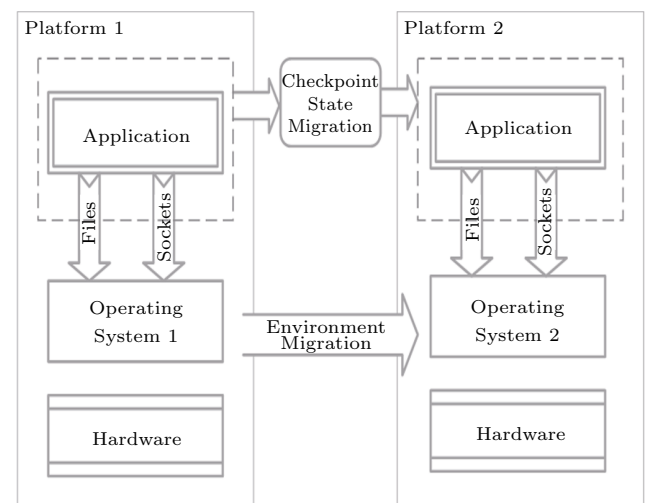 Platform 1
Platform 2
Checkpoint
State
Migration
Application
Application
Files
Sockets
Files
Sockets
Operating
System 1
Environment
Migration
Operating
System 2
Hardware
Hardware